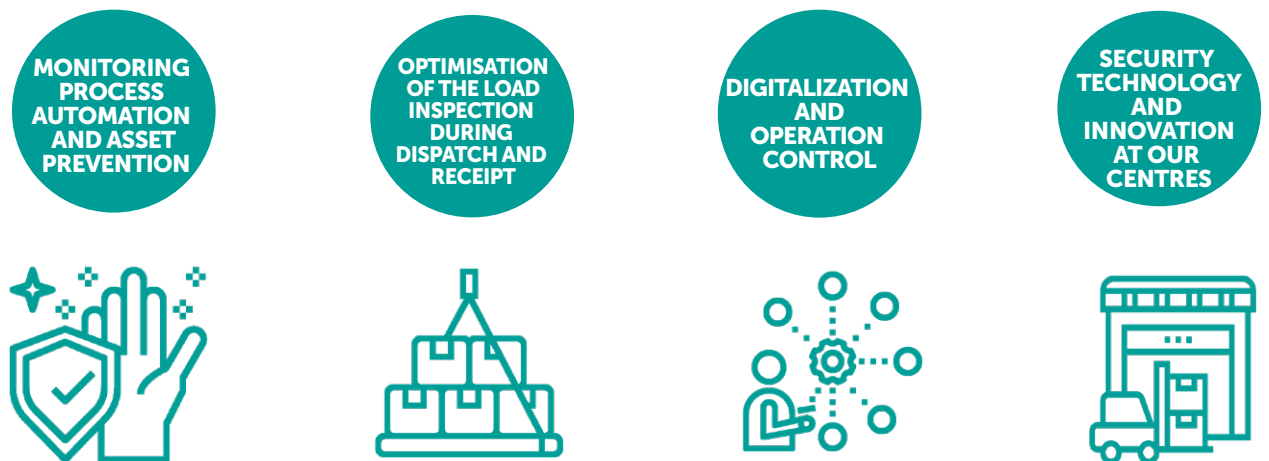 MONITORING
PROCESS
AUTOMATION
AND ASSET
PREVENTION
OPTIMISATION
OF THE LOAD
INSPECTION
DURING
DISPATCH AND
RECEIPT
DIGITALIZATION
AND
OPERATION
CONTROL
SECURITY
TECHNOLOGY
AND
INNOVATION
AT OUR
CENTRES